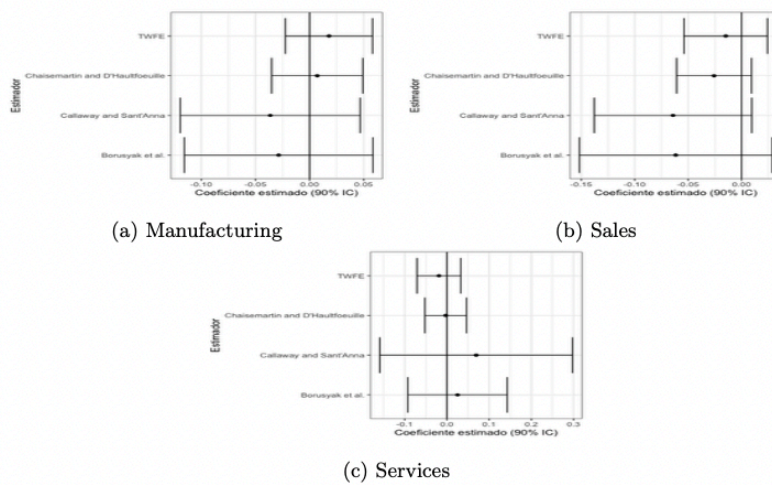 TWFE
Chaisemartin and D'Haultfoeuille
Callaway and Sant'Anna
Borusyak et al.
Estimador
-0.10 -0.05 0.00 0.05
Coeficiente estimado (90% IC)
(a) Manufacturing
TWFE
Chaisemartin and D'Haultfoeuille
Callaway and Sant'Anna
Borusyak et al.
Estimador
-0.15 -0.10 -0.05 0.00
Coeficiente estimado (90% IC)
(b) Sales
TWFE
Chaisemartin and D'Haultfoeuille
Callaway and Sant'Anna
Borusyak et al.
Estimador
-0.1 0.0 0.1 0.2 0.3
Coeficiente estimado (90% IC)
(c) Services